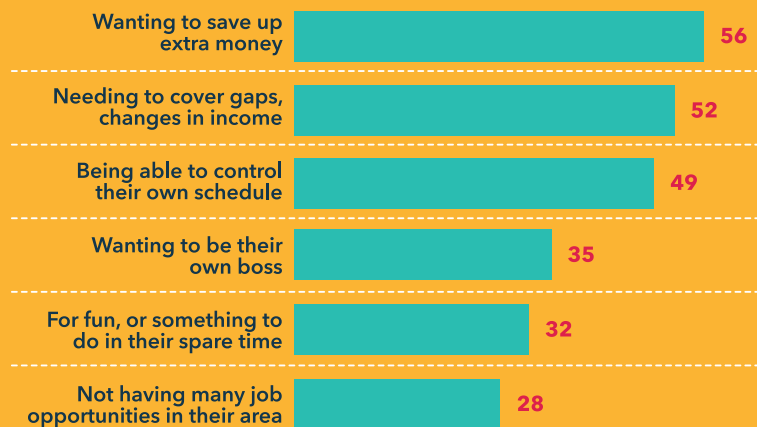 Wanting to save up
extra money
56
Needing to cover gaps,
changes in income
52
Being able to control
their own schedule
49
Wanting to be their
own boss
35
For fun, or something to
do in their spare time
32
Not having many job
opportunities in their area
28